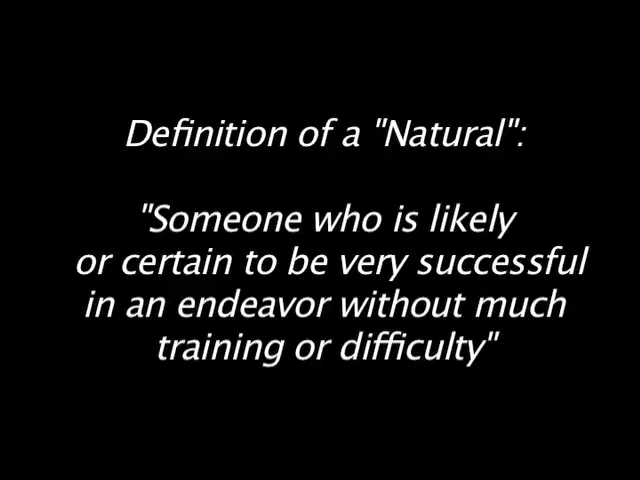 Definition of a "Natural":
"Someone who is likely
or certain to be very successful
in an endeavor without much
training or difficulty"